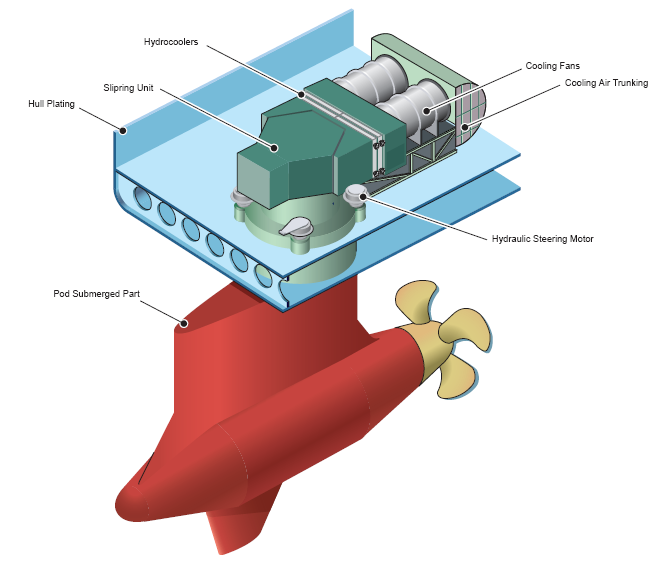 Hydrocoolers
Cooling Fans
Slipring Unit
Cooling Air Trunking
Hull Plating
Hydraulic Steering Motor
Pod Submerged Part